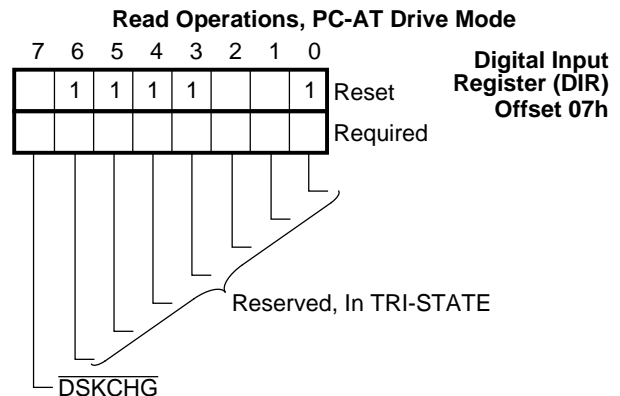 Read Operations, PC-AT Drive Mode
7 6 5 4 3 2 1 0
Digital Input
Register (DIR)
Offset 07h
1 1 1 1 1 Reset
Required
Reserved, In TRI-STATE
DSKCHG